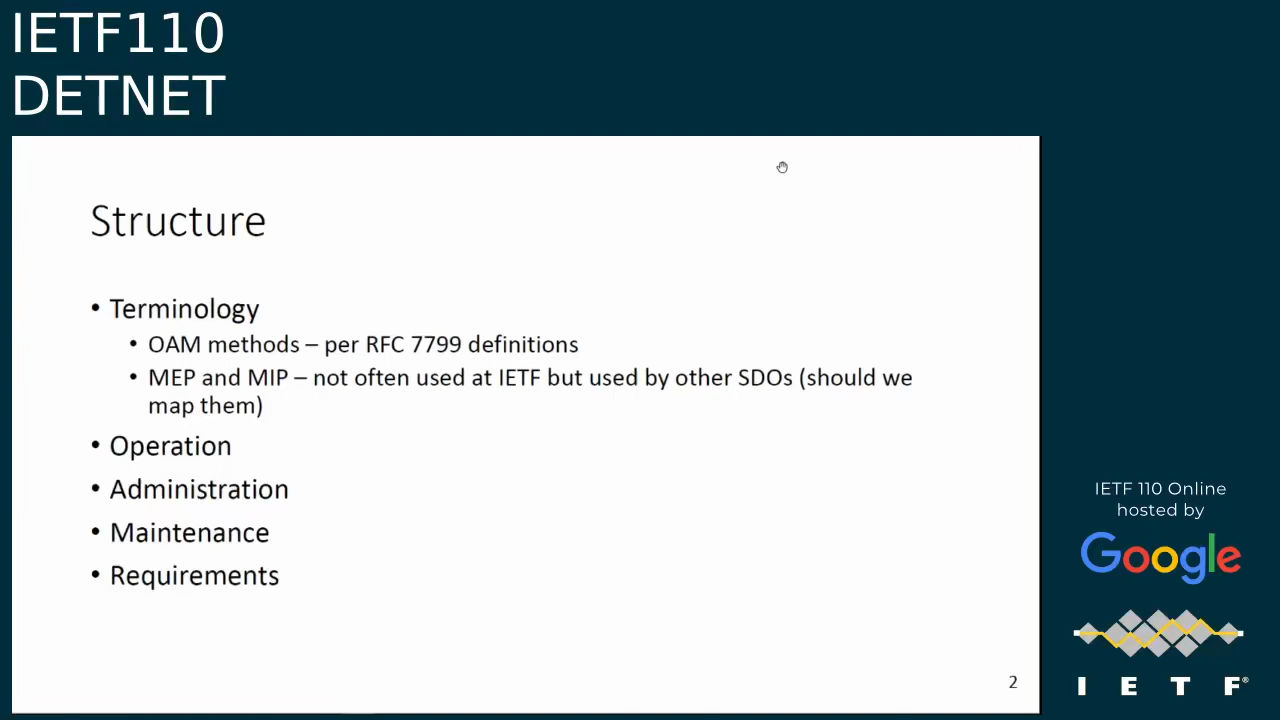 IETF110
DETNET
Structure
• Terminology
• OAM methods – per RFC 7799 definitions
• MEP and MIP – not often used at IETF but used by other SDOs (should we
map them)
• Operation
• Administration
• Maintenance
• Requirements
2
IETF 110 Online
hosted by
Google
I E T F®